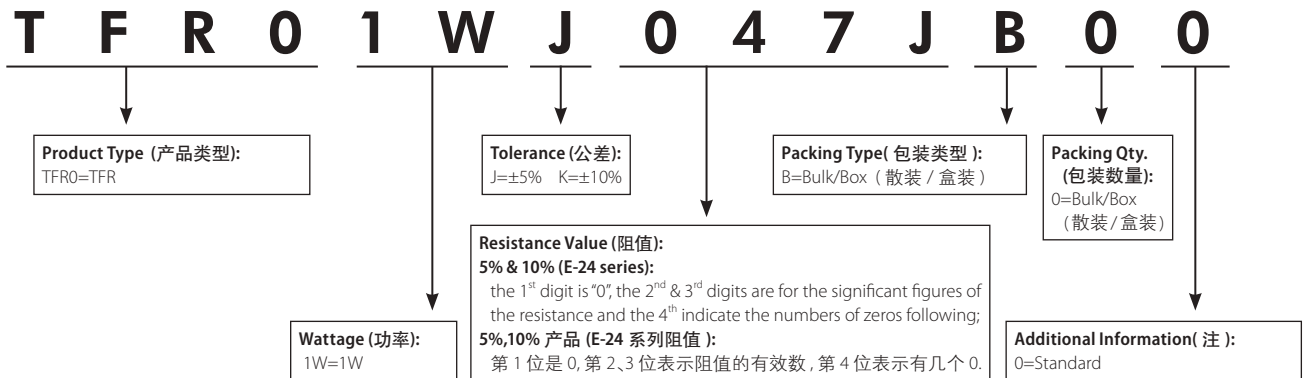 T F R 0 1 W J 0 4 7 J B 0 0
Product Type (产品类型):
TFR0=TFR
Tolerance (公差):
J=±5% K=±10%
Packing Type( 包装类型 ):
B=Bulk/Box ( 散装 / 盒装 )
Packing Qty.
(包装数量):
0=Bulk/Box
(散装/盒装)
Resistance Value (阻值):
5% & 10% (E-24 series):
the 1st digit is “0”, the 2nd & 3rd digits are for the significant figures of
the resistance and the 4th indicate the numbers of zeros following;
5%,10% 产品 (E-24 系列阻值 ):
第 1 位是 0, 第 2、3 位表示阻值的有效数 , 第 4 位表示有几个 0.
Wattage (功率):
1W=1W
Additional Information( 注 ):
0=Standard